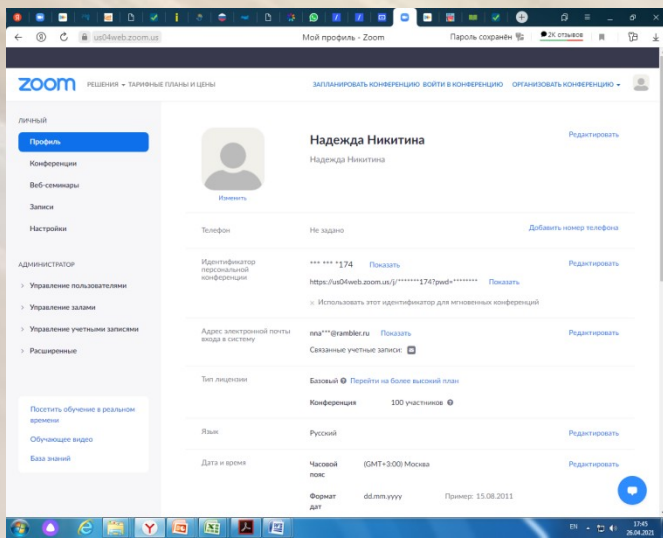 us04web.zoom.us
Мой профиль - Zoom
Пароль сохранён
2K отзывов
zoom
РЕШЕНИЯ
ТАРИФНЫЕ ПЛАНЫ И ЦЕНЫ
ЗАПЛАНИРОВАТЬ КОНФЕРЕНЦИЮ
ВОЙТИ В КОНФЕРЕНЦИЮ
ОРГАНИЗОВАТЬ КОНФЕРЕНЦИЮ
ЛИЧНЫЙ
Профиль
Конференции
Веб-семинары
Записи
Настройки
АДМИНИСТРАТОР
Управление пользователями
Управление залами
Управление учетными записями
Расширенные
Посетить обучение в реальном
времени
Обучающее видео
База знаний
Изменить
Надежда Никитина
Редактировать
Надежда Никитина
Телефон
Не задано
Добавить номер телефона
Идентификатор
персональной
конференции
*** *** *174 Показать
Редактировать
https://us04web.zoom.us/j/*******174?pwd=******** Показать
× Использовать этот идентификатор для мгновенных конференций
Адрес электронной почты
входа в систему
nna***@rambler.ru Показать
Редактировать
Связанные учетные записи:
Тип лицензии
Базовый Перейти на более высокий план
Конференция 100 участников
Язык
Русский
Редактировать
Дата и время
Часовой
пояс
(GMT+3:00) Москва
Редактировать
Формат
дат
dd.mm.yyyy
Пример: 15.08.2011
EN
17:45
26.04.2021